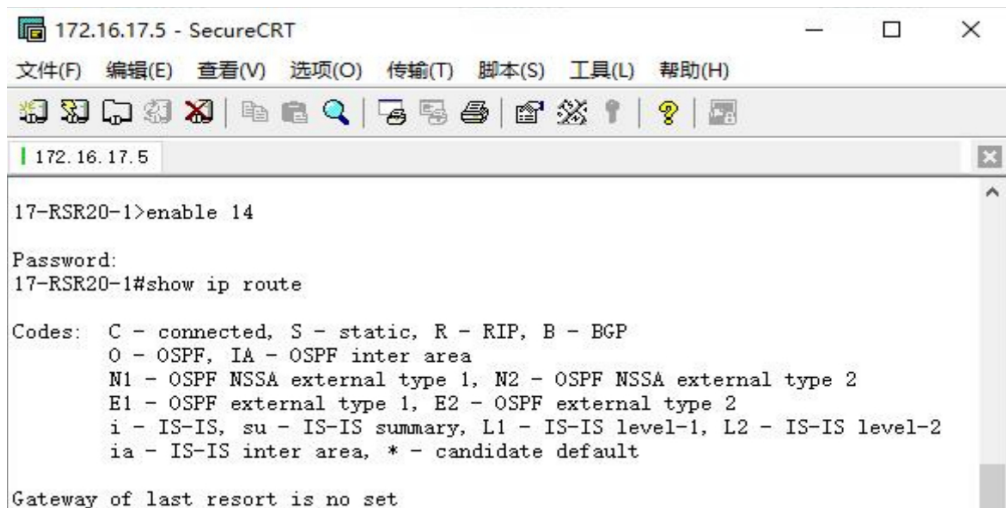 172.16.17.5 - SecureCRT
文件(F) 编辑(E) 查看(V) 选项(O) 传输(T) 脚本(S) 工具(L) 帮助(H)
172.16.17.5
17-RSR20-1>enable 14
Password:
17-RSR20-1#show ip route
Codes:  C - connected, S - static, R - RIP, B - BGP
O - OSPF, IA - OSPF inter area
N1 - OSPF NSSA external type 1, N2 - OSPF NSSA external type 2
E1 - OSPF external type 1, E2 - OSPF external type 2
i - IS-IS, su - IS-IS summary, L1 - IS-IS level-1, L2 - IS-IS level-2
ia - IS-IS inter area, * - candidate default
Gateway of last resort is no set